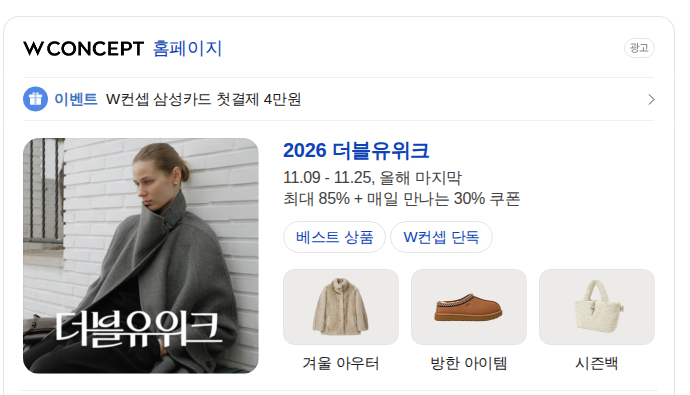 W CONCEPT 홈페이지
광고
이벤트 W컨셉 삼성카드 첫결제 4만원
2026 더블유위크
11.09 - 11.25, 올해 마지막
최대 85% + 매일 만나는 30% 쿠폰
베스트 상품 W컨셉 단독
더블유위크
겨울 아우터 방한 아이템 시즌백